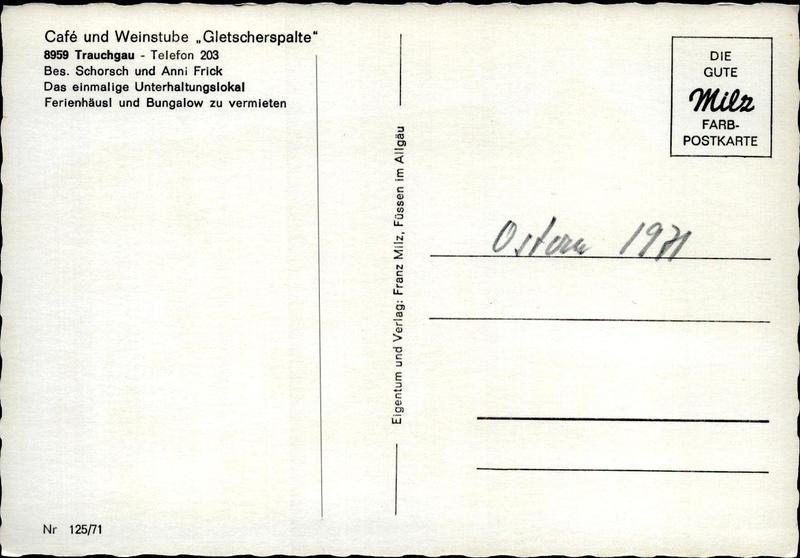 Café und Weinstube „Gletscherspalte“
8959 Trauchgau - Telefon 203
Bes. Schorsch und Anni Frick
Das einmalige Unterhaltungslokal
Ferienhäusl und Bungalow zu vermieten
Eigentum und Verlag: Franz Milz, Füssen im Allgäu
DIE
GUTE
Milz
FARB-
POSTKARTE
Ostern 1971
Nr 125/71